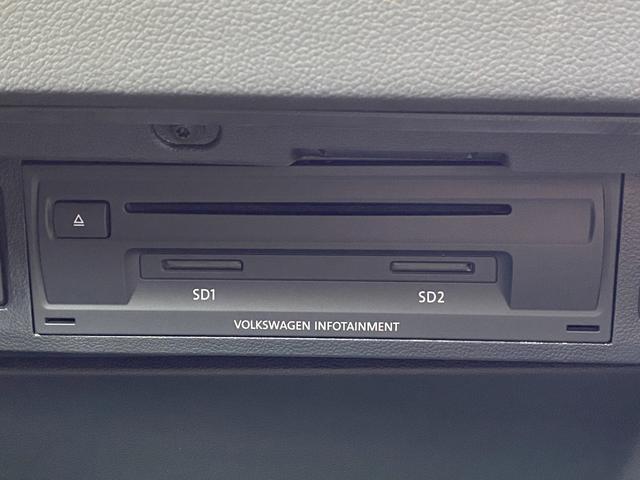 SD1 SD2
VOLKSWAGEN INFOTAINMENT